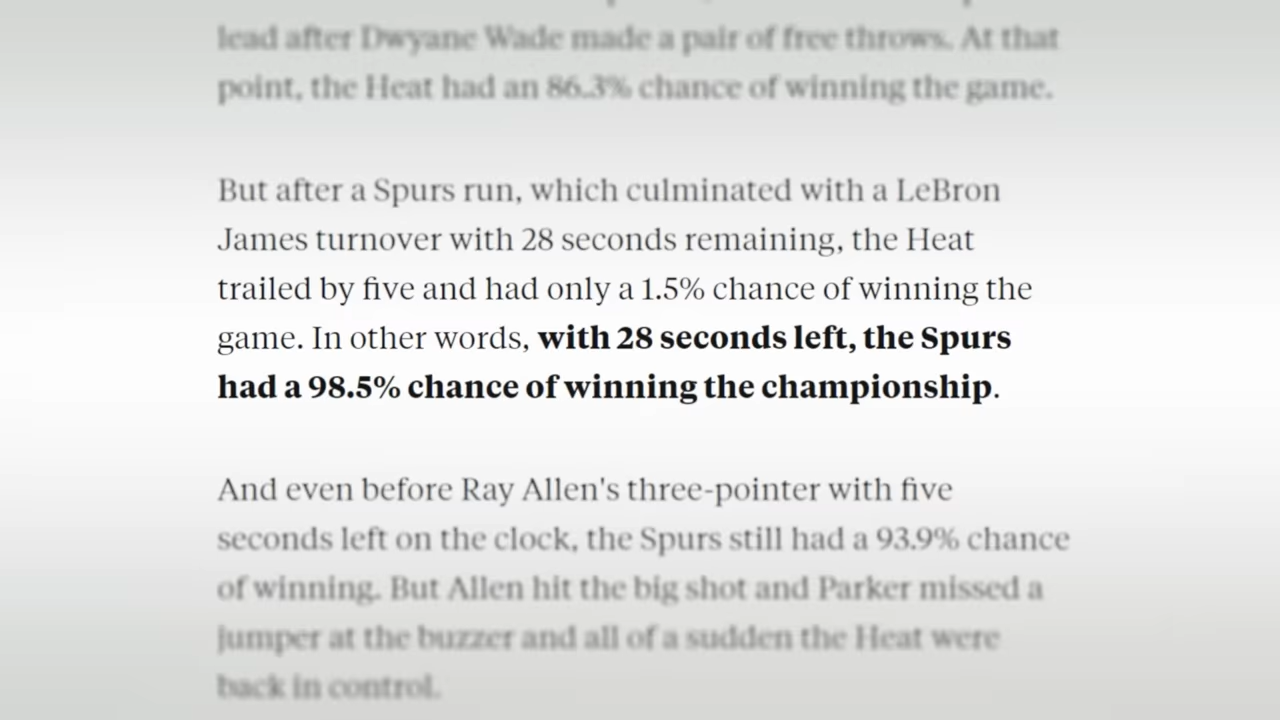 lead after Dwyane Wade made a pair of free throws. At that
point, the Heat had an 86.3% chance of winning the game.
But after a Spurs run, which culminated with a LeBron
James turnover with 28 seconds remaining, the Heat
trailed by five and had only a 1.5% chance of winning the
game. In other words, with 28 seconds left, the Spurs
had a 98.5% chance of winning the championship.
And even before Ray Allen's three-pointer with five
seconds left on the clock, the Spurs still had a 93.9% chance
of winning. But Allen hit the big shot and Parker missed a
jumper at the buzzer and all of a sudden the Heat were
back in control.